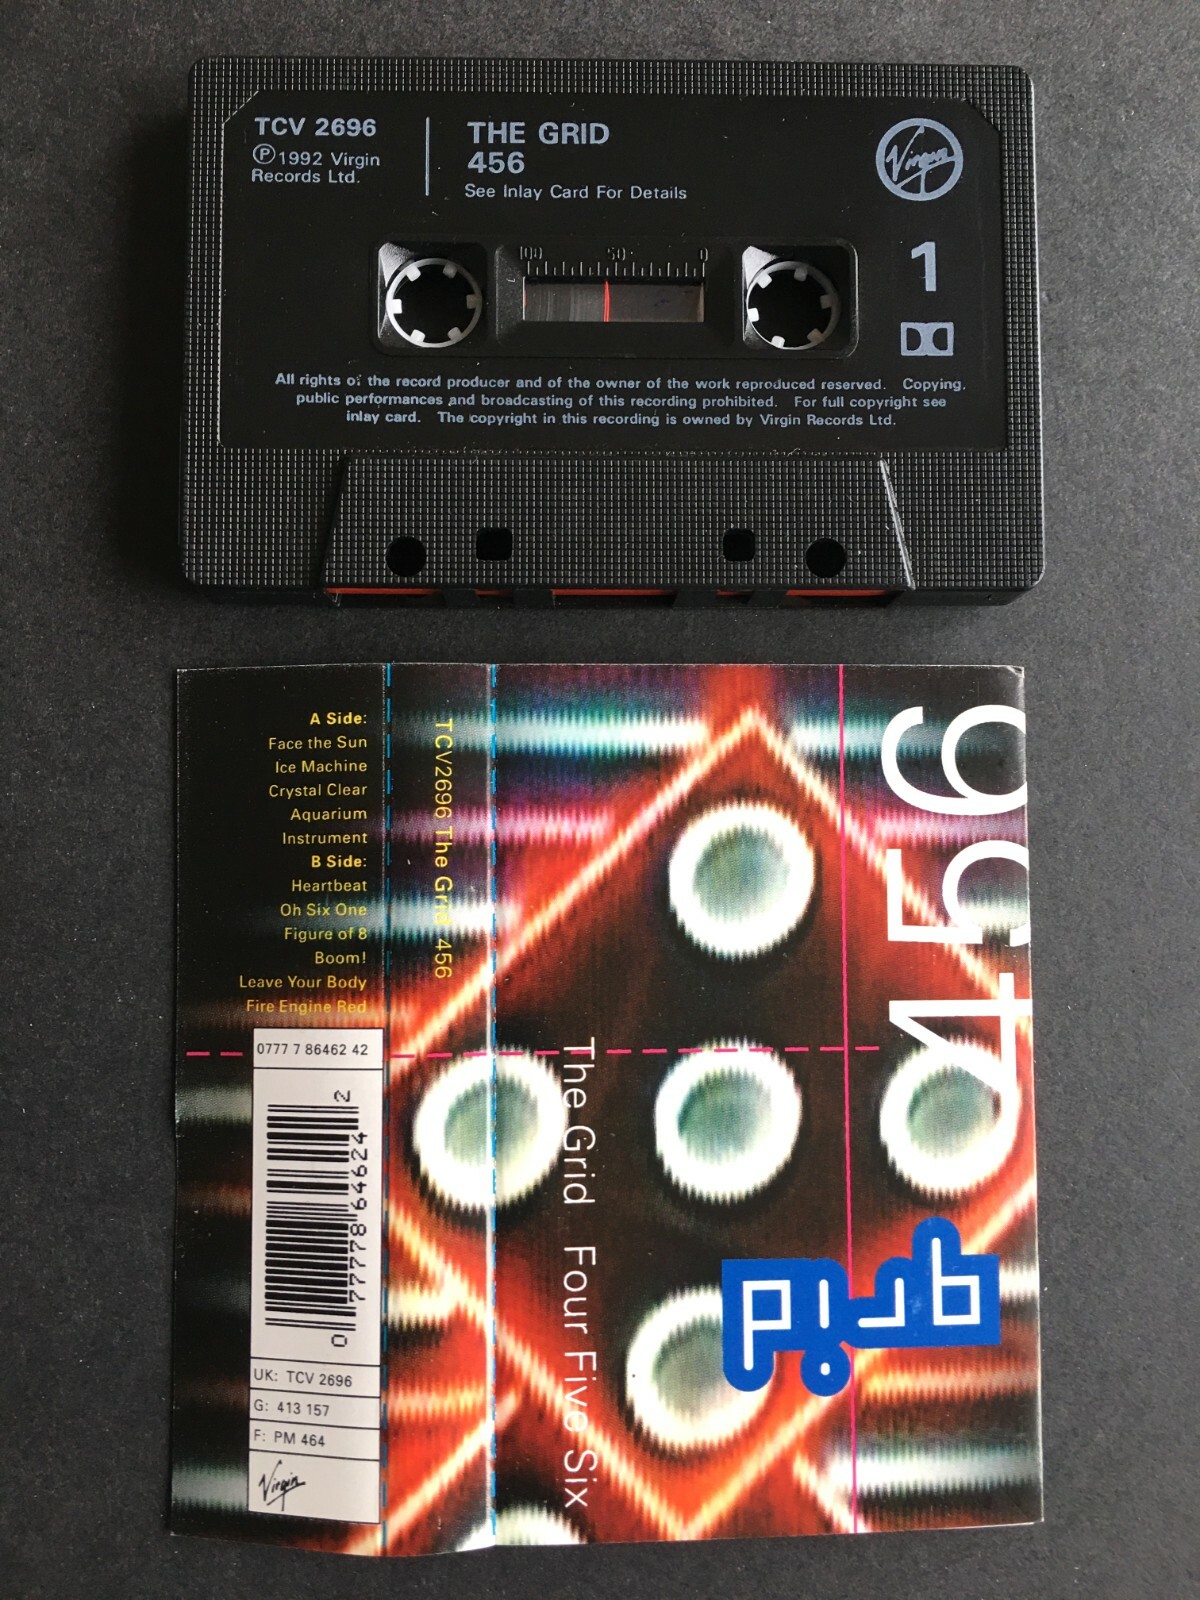 TCV 2696
Ⓟ1992 Virgin
Records Ltd.
THE GRID
456
See Inlay Card For Details
Virgin
100 50 0
1
All rights of the record producer and of the owner of the work reproduced reserved. Copying,
public performances and broadcasting of this recording prohibited. For full copyright see
inlay card. The copyright in this recording is owned by Virgin Records Ltd.
A Side:
Face the Sun
Ice Machine
Crystal Clear
Aquarium
Instrument
B Side:
Heartbeat
Oh Six One
Figure of 8
Boom!
Leave Your Body
Fire Engine Red
0777 7 86462 42
0 77778 64624 2
UK: TCV 2696
G: 413 157
F: PM 464
Virgin
TCV2696 The Grid 456
The Grid Four Five Six
456
grid